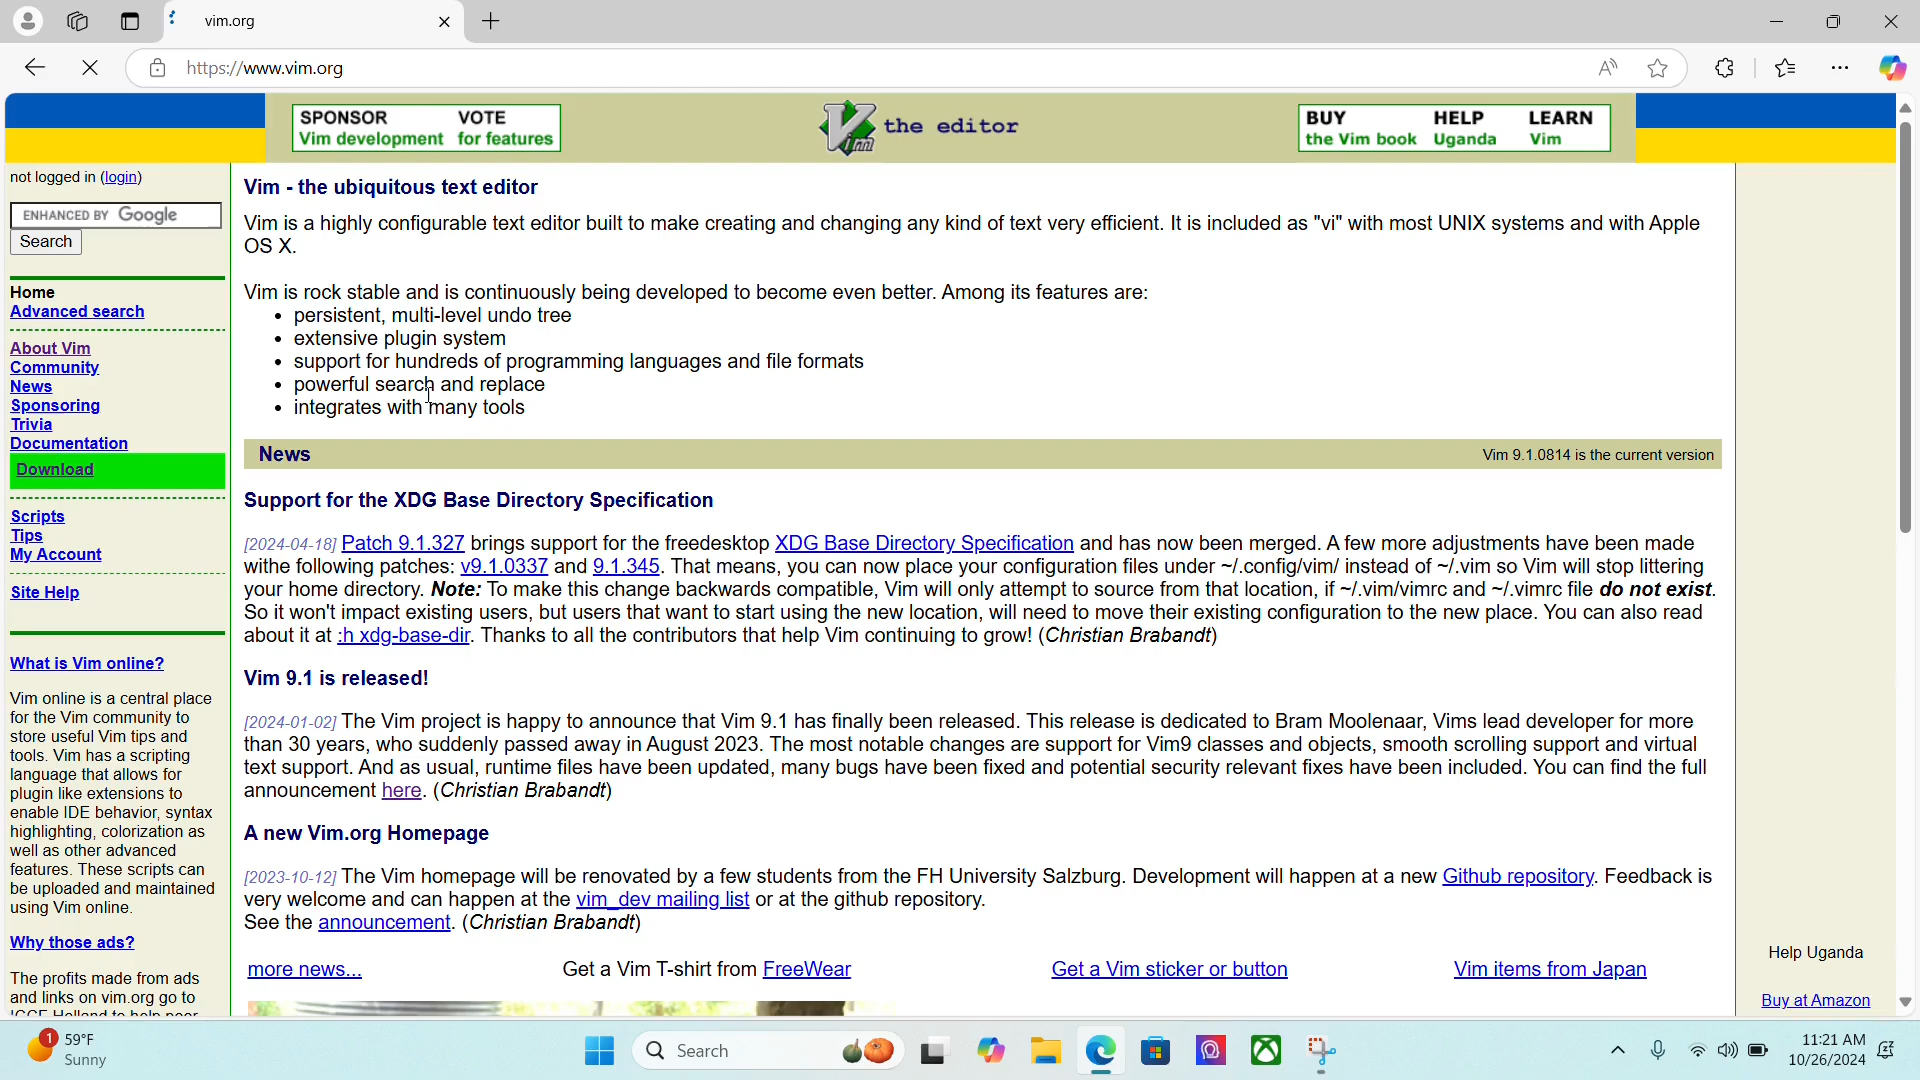 vim.org
https://www.vim.org
SPONSOR VOTE
Vim development for features
Vim the editor
BUY HELP LEARN
the Vim book Uganda Vim
not logged in (login)
ENHANCED BY Google
Search
Home
Advanced search
About Vim
Community
News
Sponsoring
Trivia
Documentation
Download
Scripts
Tips
My Account
Site Help
What is Vim online?
Vim online is a central place
for the Vim community to
store useful Vim tips and
tools. Vim has a scripting
language that allows for
plugin like extensions to
enable IDE behavior, syntax
highlighting, colorization as
well as other advanced
features. These scripts can
be uploaded and maintained
using Vim online.
Why those ads?
The profits made from ads
and links on vim.org go to
ICCF Holland to help poor
Vim - the ubiquitous text editor
Vim is a highly configurable text editor built to make creating and changing any kind of text very efficient. It is included as "vi" with most UNIX systems and with Apple
OS X.
Vim is rock stable and is continuously being developed to become even better. Among its features are:
• persistent, multi-level undo tree
• extensive plugin system
• support for hundreds of programming languages and file formats
• powerful search and replace
• integrates with many tools
News Vim 9.1.0814 is the current version
Support for the XDG Base Directory Specification
[2024-04-18] Patch 9.1.327 brings support for the freedesktop XDG Base Directory Specification and has now been merged. A few more adjustments have been made
withe following patches: v9.1.0337 and 9.1.345. That means, you can now place your configuration files under ~/.config/vim/ instead of ~/.vim so Vim will stop littering
your home directory. Note: To make this change backwards compatible, Vim will only attempt to source from that location, if ~/.vim/vimrc and ~/.vimrc file do not exist.
So it won't impact existing users, but users that want to start using the new location, will need to move their existing configuration to the new place. You can also read
about it at :h xdg-base-dir. Thanks to all the contributors that help Vim continuing to grow! (Christian Brabandt)
Vim 9.1 is released!
[2024-01-02] The Vim project is happy to announce that Vim 9.1 has finally been released. This release is dedicated to Bram Moolenaar, Vims lead developer for more
than 30 years, who suddenly passed away in August 2023. The most notable changes are support for Vim9 classes and objects, smooth scrolling support and virtual
text support. And as usual, runtime files have been updated, many bugs have been fixed and potential security relevant fixes have been included. You can find the full
announcement here. (Christian Brabandt)
A new Vim.org Homepage
[2023-10-12] The Vim homepage will be renovated by a few students from the FH University Salzburg. Development will happen at a new Github repository. Feedback is
very welcome and can happen at the vim_dev mailing list or at the github repository.
See the announcement. (Christian Brabandt)
more news... Get a Vim T-shirt from FreeWear Get a Vim sticker or button Vim items from Japan
Help Uganda
Buy at Amazon
1
59°F
Sunny
Search
11:21 AM
10/26/2024